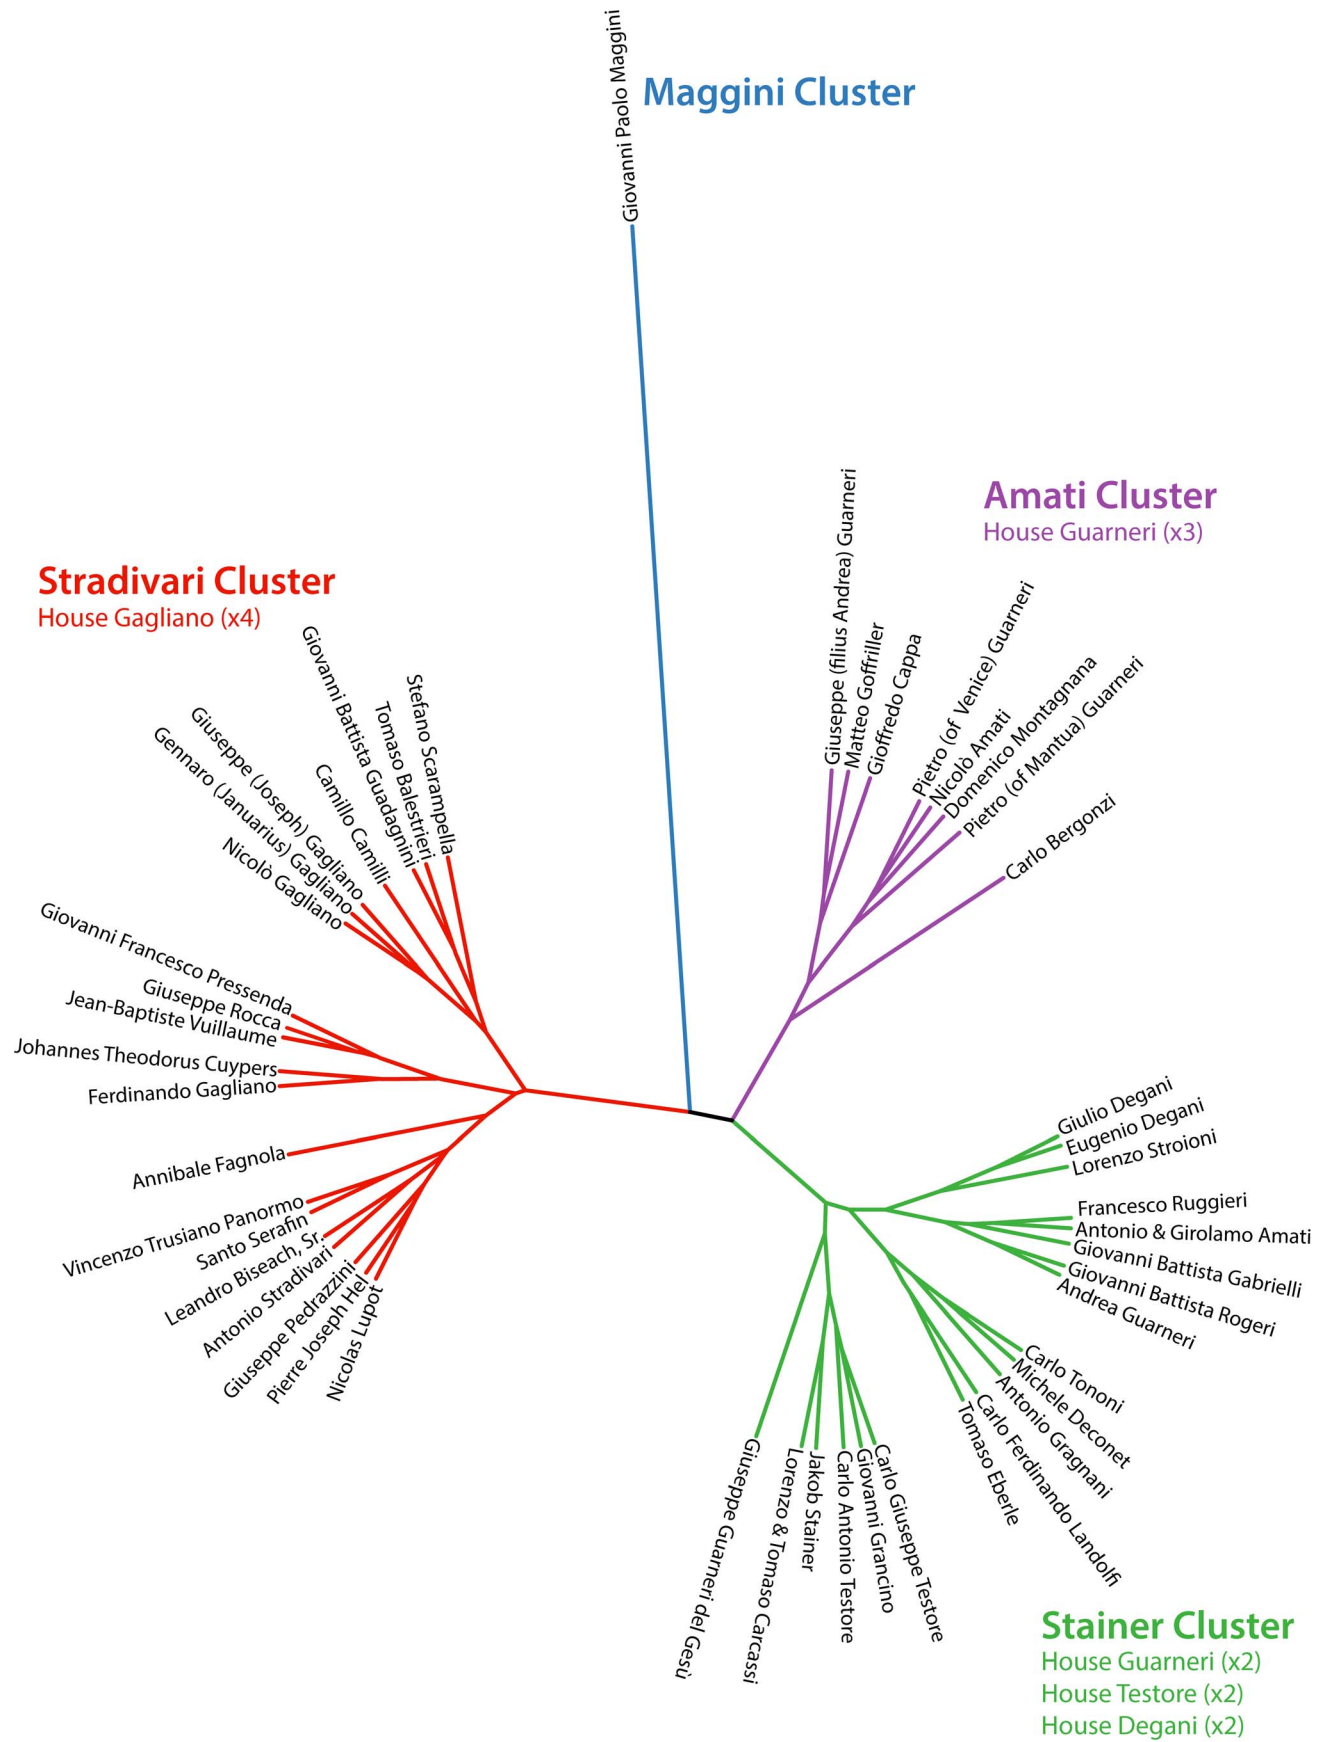 Giovanni Paolo Maggini
Maggini Cluster
Amati Cluster
House Guarneri (x3)
Giuseppe (filius Andrea) Guarneri
Matteo Goffriller
Gioffredo Cappa
Pietro (of Venice) Guarneri
Nicolò Amati
Domenico Montagnana
Pietro (of Mantua) Guarneri
Carlo Bergonzi
Stradivari Cluster
House Gagliano (x4)
Stefano Scarampella
Tomaso Balestrieri
Giovanni Battista Guadagnini
Camillo Camilli
Giuseppe (Joseph) Gagliano
Gennaro (Januarius) Gagliano
Nicolò Gagliano
Giovanni Francesco Pressenda
Giuseppe Rocca
Jean-Baptiste Vuillaume
Johannes Theodorus Cuypers
Ferdinando Gagliano
Annibale Fagnola
Vincenzo Trusiano Panormo
Santo Serafin
Leandro Biseach, Sr.
Antonio Stradivari
Giuseppe Pedrazzini
Pierre Joseph Hel
Nicolas Lupot
Giulio Degani
Eugenio Degani
Lorenzo Stroioni
Francesco Ruggieri
Antonio & Girolamo Amati
Giovanni Battista Gabrielli
Giovanni Battista Rogeri
Andrea Guarneri
Carlo Tononi
Michele Deconet
Antonio Gragnani
Carlo Ferdinando Landolfi
Tomaso Eberle
Carlo Giuseppe Testore
Giovanni Grancino
Carlo Antonio Testore
Jakob Stainer
Lorenzo & Tomaso Carcassi
Giuseppe Guarneri del Gesù
Stainer Cluster
House Guarneri (x2)
House Testore (x2)
House Degani (x2)